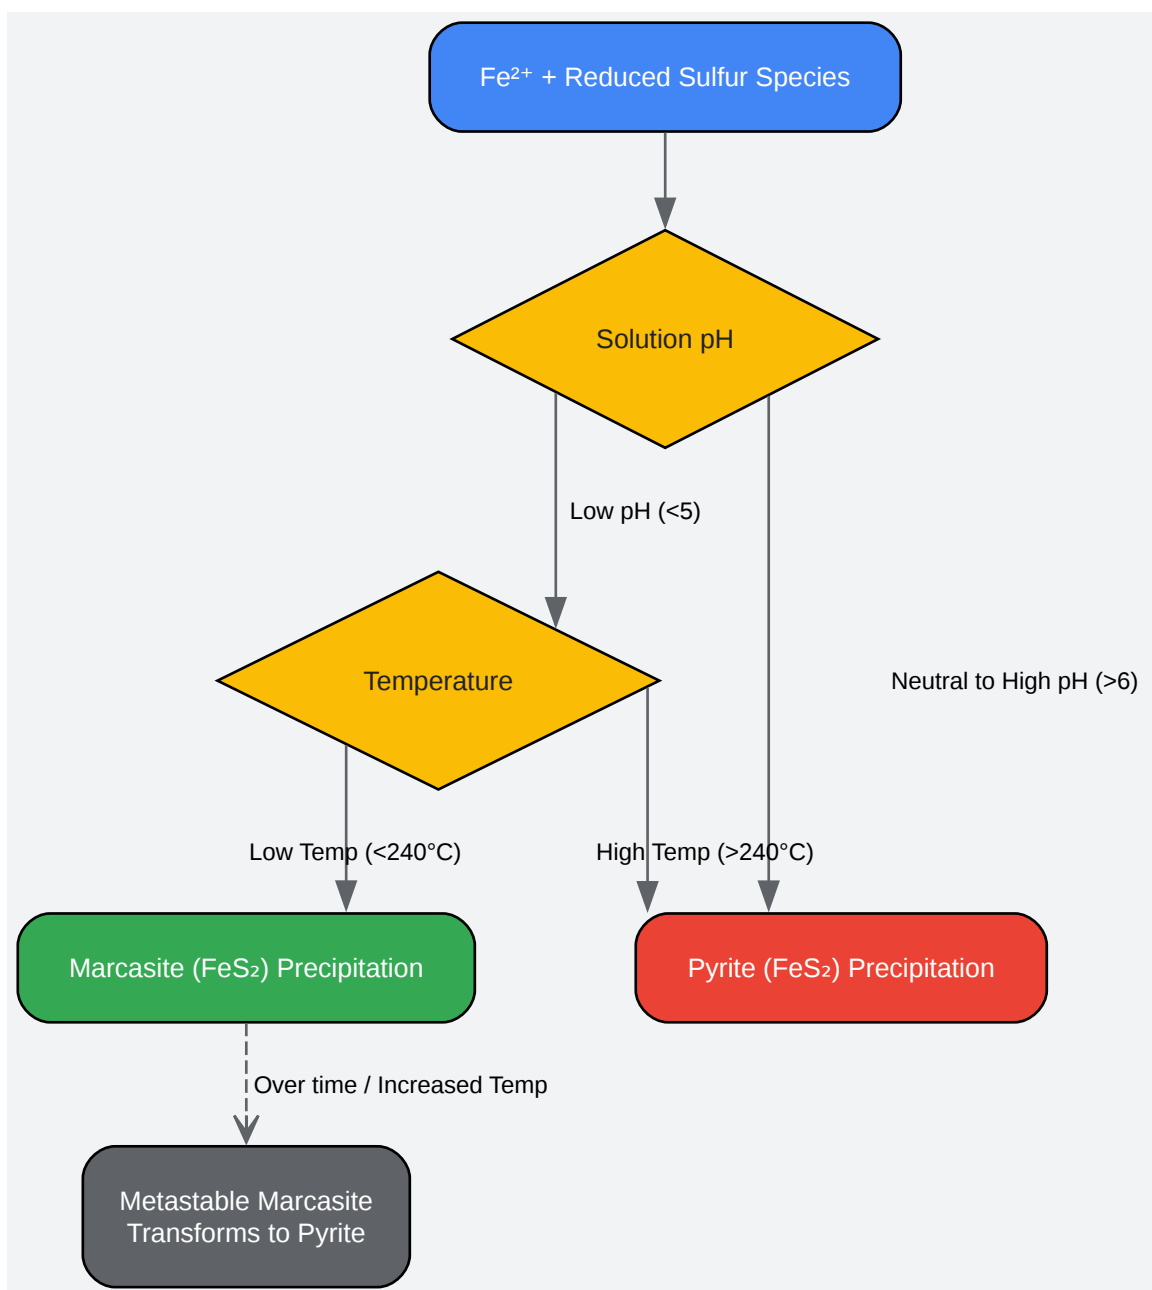 Fe²⁺ + Reduced Sulfur Species
Solution pH
Low pH (<5)
Temperature
Neutral to High pH (>6)
Low Temp (<240°C)
High Temp (>240°C)
Marcasite (FeS₂) Precipitation
Pyrite (FeS₂) Precipitation
Over time / Increased Temp
Metastable Marcasite
Transforms to Pyrite